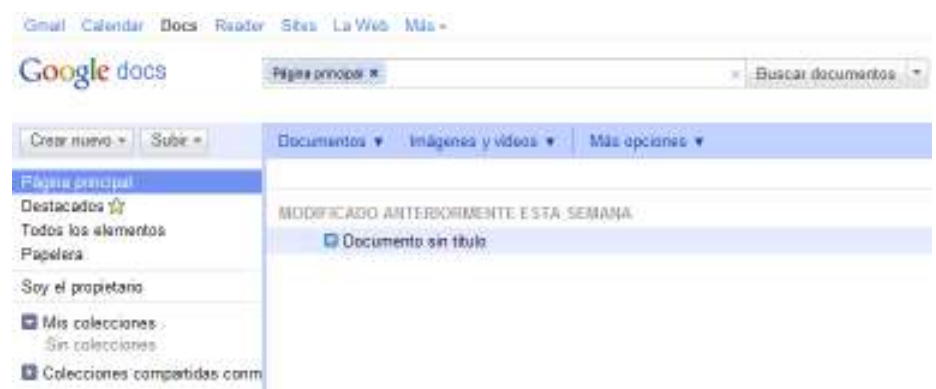 Gmail Calendar Docs Reader Sites La Web Más
Google docs
Página principal × × Buscar documentos
Crear nuevo Subir
Documentos Imágenes y vídeos Más opciones
Página principal
Destacados
Todos los elementos
Papelera
Soy el propietario
Mis colecciones
Sin colecciones
Colecciones compartidas conm
MODIFICADO ANTERIORMENTE ESTA SEMANA
Documento sin título